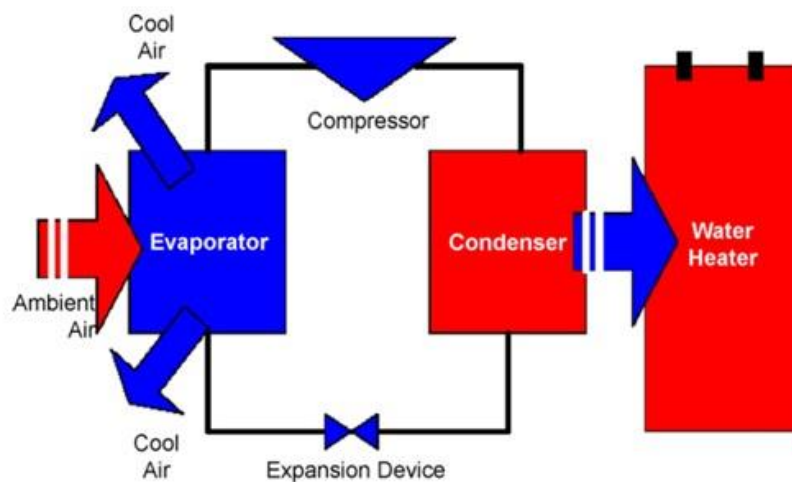 Cool
Air
Compressor
Evaporator
Condenser
Water
Heater
Ambient
Air
Cool
Air
Expansion Device